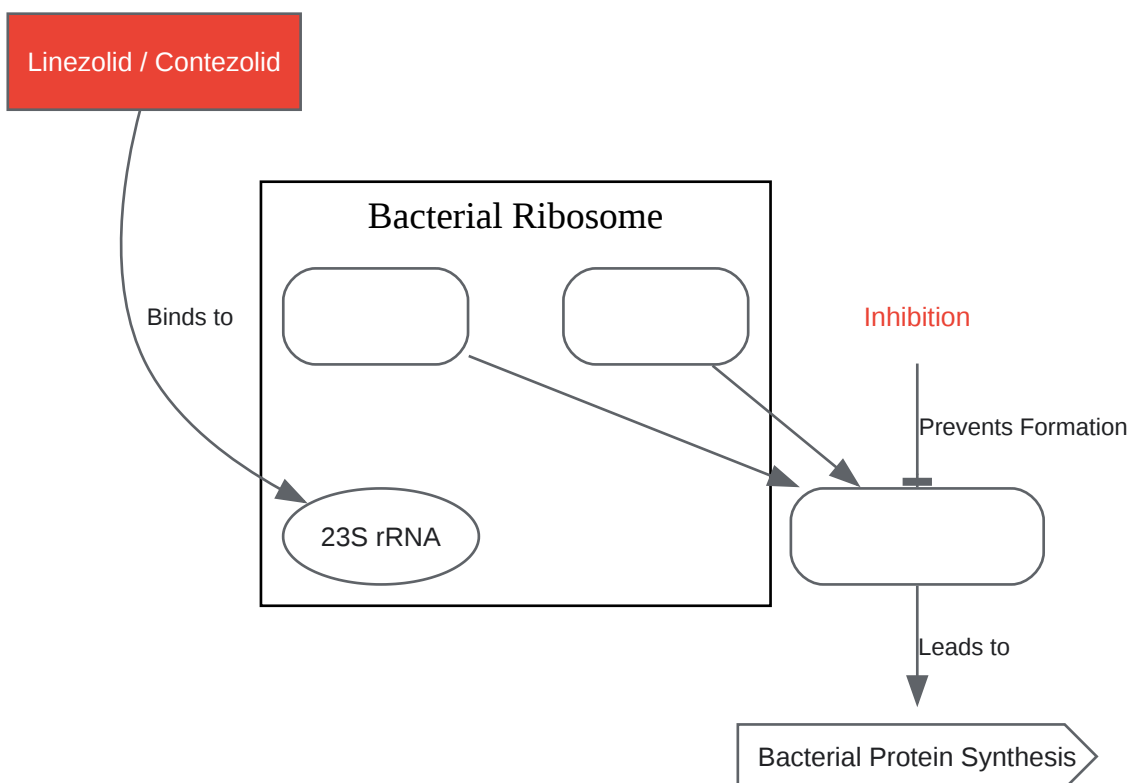 Linezolid / Contezolid
Bacterial Ribosome
Binds to
Inhibition
Prevents Formation
23S rRNA
Leads to
Bacterial Protein Synthesis